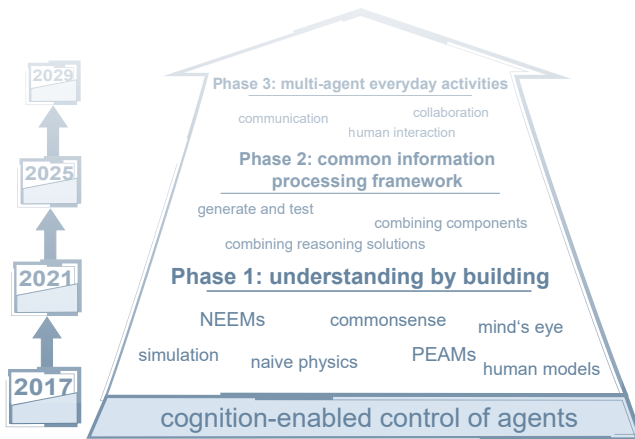 2029
Phase 3: multi-agent everyday activities
communication
collaboration
human interaction
2025
Phase 2: common information
processing framework
generate and test
combining components
combining reasoning solutions
2021
Phase 1: understanding by building
NEEMs
commonsense
mind's eye
simulation
naive physics
PEAMs
human models
2017
cognition-enabled control of agents